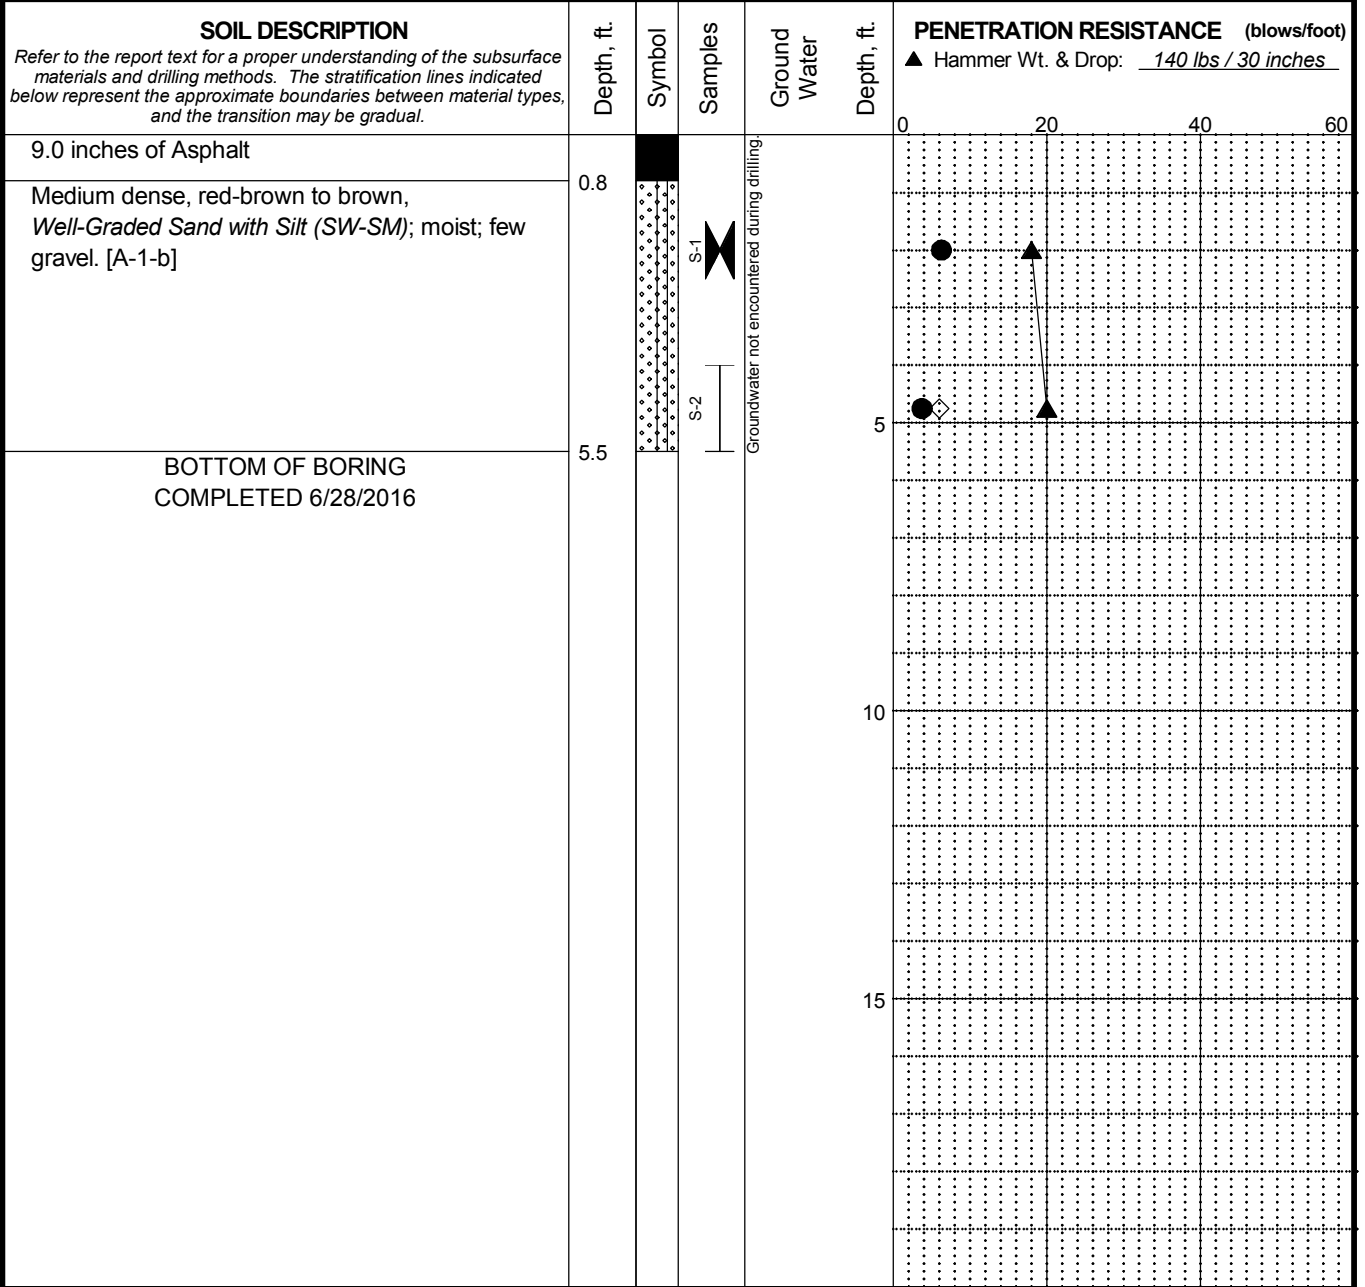 SOIL DESCRIPTION
Refer to the report text for a proper understanding of the subsurface
materials and drilling methods. The stratification lines indicated
below represent the approximate boundaries between material types,
and the transition may be gradual.
Depth, ft.
Symbol
Samples
Ground
Water
Depth, ft.
PENETRATION RESISTANCE (blows/foot)
▲ Hammer Wt. & Drop: 140 lbs / 30 inches
0 20 40 60
9.0 inches of Asphalt
0.8
Medium dense, red-brown to brown,
Well-Graded Sand with Silt (SW-SM); moist; few
gravel. [A-1-b]
S-1
S-2
Groundwater not encountered during drilling.
5
5.5
BOTTOM OF BORING
COMPLETED 6/28/2016
10
15